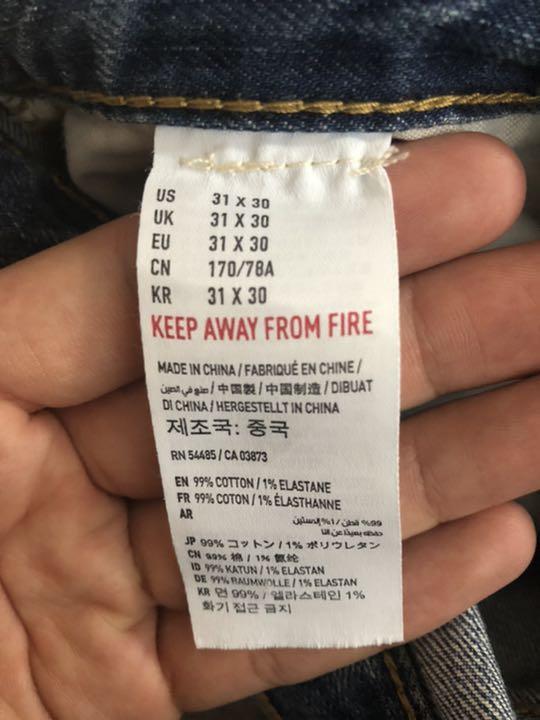 US 31 X 30
UK 31 X 30
EU 31 X 30
CN 170/78A
KR 31 X 30
KEEP AWAY FROM FIRE
MADE IN CHINA / FABRIQUÉ EN CHINE /
صنع في الصين / 中国製 / 中国制造 / DIBUAT
DI CHINA / HERGESTELLT IN CHINA
제조국: 중국
RN 54485 / CA 03873
EN 99% COTTON / 1% ELASTANE
FR 99% COTON / 1% ÉLASTHANNE
AR 99% قطن / 1% إلاستين
JP 99% コットン / 1% ポリウレタン
CN 99% 棉 / 1% 氨纶
ID 99% KATUN / 1% ELASTAN
DE 99% BAUMWOLLE / 1% ELASTAN
KR 면 99% / 엘라스테인 1%
화기 접근 금지